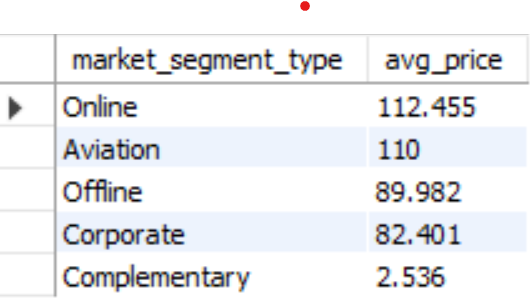 market_segment_type avg_price
Online 112.455
Aviation 110
Offline 89.982
Corporate 82.401
Complementary 2.536